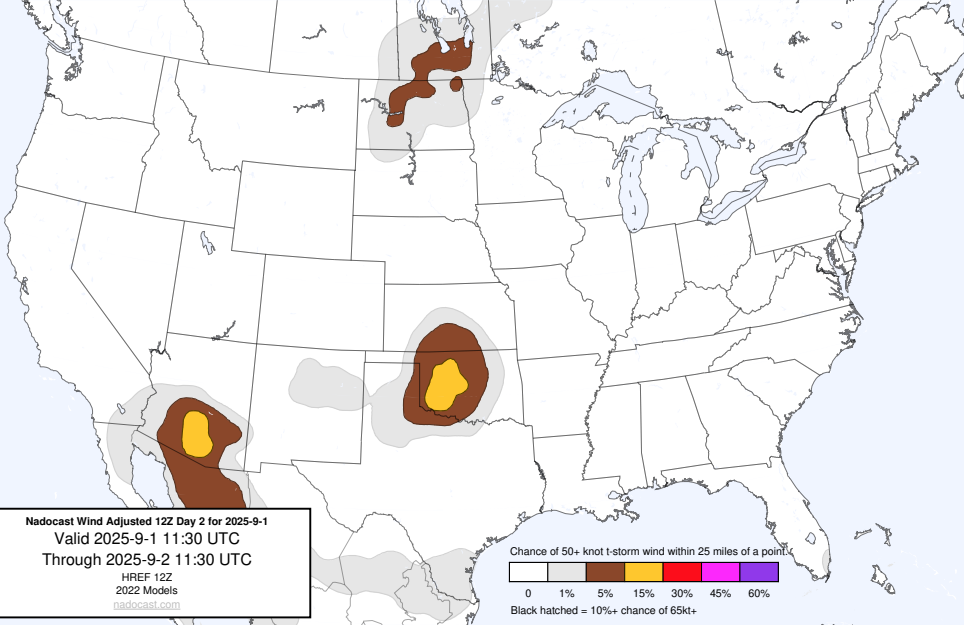 Nadocast Wind Adjusted 12Z Day 2 for 2025-9-1
Valid 2025-9-1 11:30 UTC
Through 2025-9-2 11:30 UTC
HREF 12Z
2022 Models
nadocast.com
Chance of 50+ knot t-storm wind within 25 miles of a point.
0 1% 5% 15% 30% 45% 60%
Black hatched = 10%+ chance of 65kt+